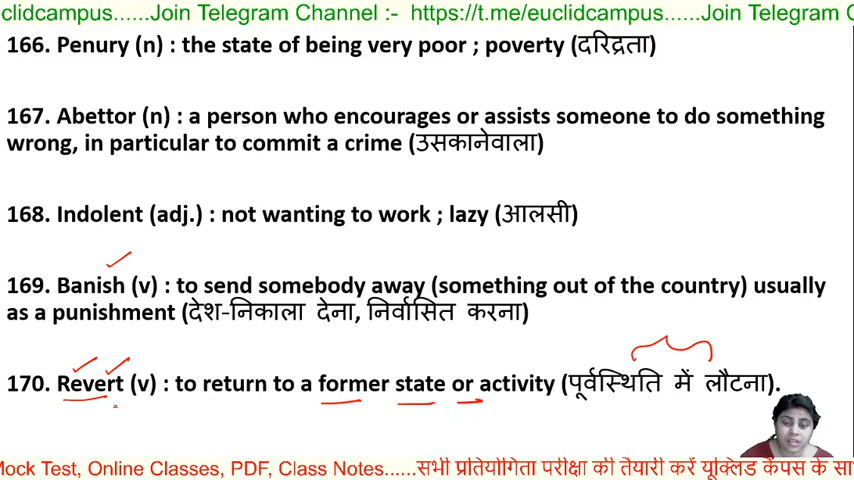 clidcampus......Join Telegram Channel :-  https://t.me/euclidcampus......Join Telegram C
166. Penury (n) : the state of being very poor ; poverty (दरिद्रता)
167. Abettor (n) : a person who encourages or assists someone to do something
wrong, in particular to commit a crime (उसकानेवाला)
168. Indolent (adj.) : not wanting to work ; lazy (आलसी)
169. Banish (v) : to send somebody away (something out of the country) usually
as a punishment (देश-निकाला देना, निर्वासित करना)
170. Revert (v) : to return to a former state or activity (पूर्वस्थिति में लौटना).
Mock Test, Online Classes, PDF, Class Notes......सभी प्रतियोगिता परीक्षा की तैयारी करें यूक्लिड कैंपस के सा